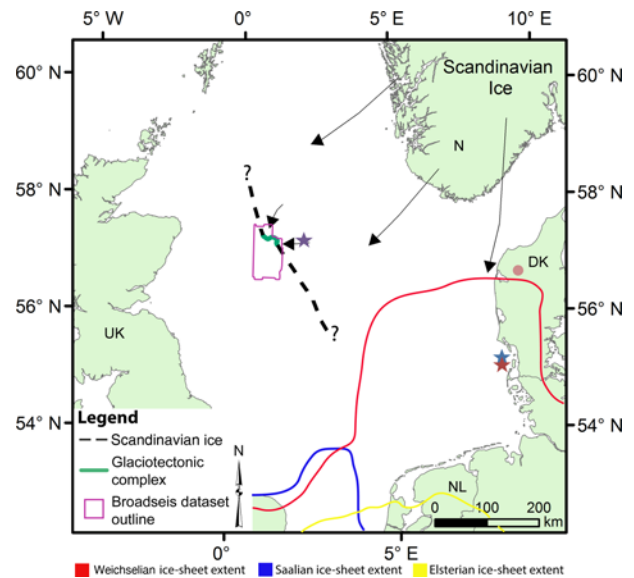 5° W 0° 5° E 10° E
60° N 60° N
Scandinavian
Ice
N
?
58° N 58° N
DK
56° N 56° N
?
UK
54° N 54° N
Legend
Scandinavian ice
Glaciotectonic
complex
Broadseis dataset
outline
N
NL
0 100 200
km
0° 5° E
Weichselian ice-sheet extent Saalian ice-sheet extent Elsterian ice-sheet extent